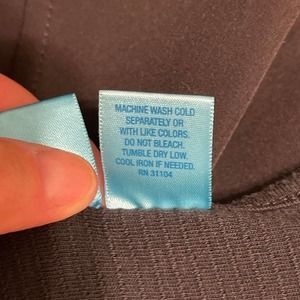 MACHINE WASH COLD
SEPARATELY OR
WITH LIKE COLORS.
DO NOT BLEACH.
TUMBLE DRY LOW.
COOL IRON IF NEEDED.
RN 31104